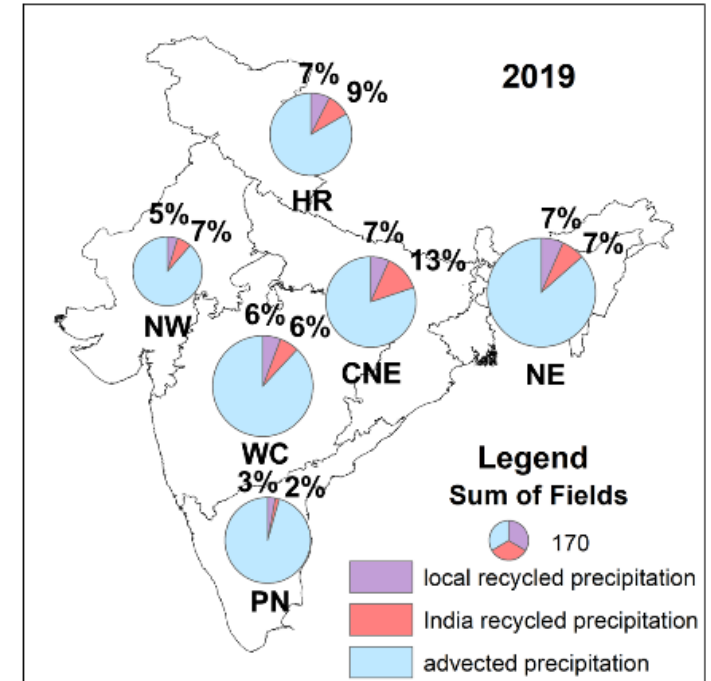 2019
7%
9%
HR
5%
7%
NW
7%
13%
CNE
7%
7%
NE
6%
6%
WC
3%
2%
PN
Legend
Sum of Fields
170
local recycled precipitation
India recycled precipitation
advected precipitation